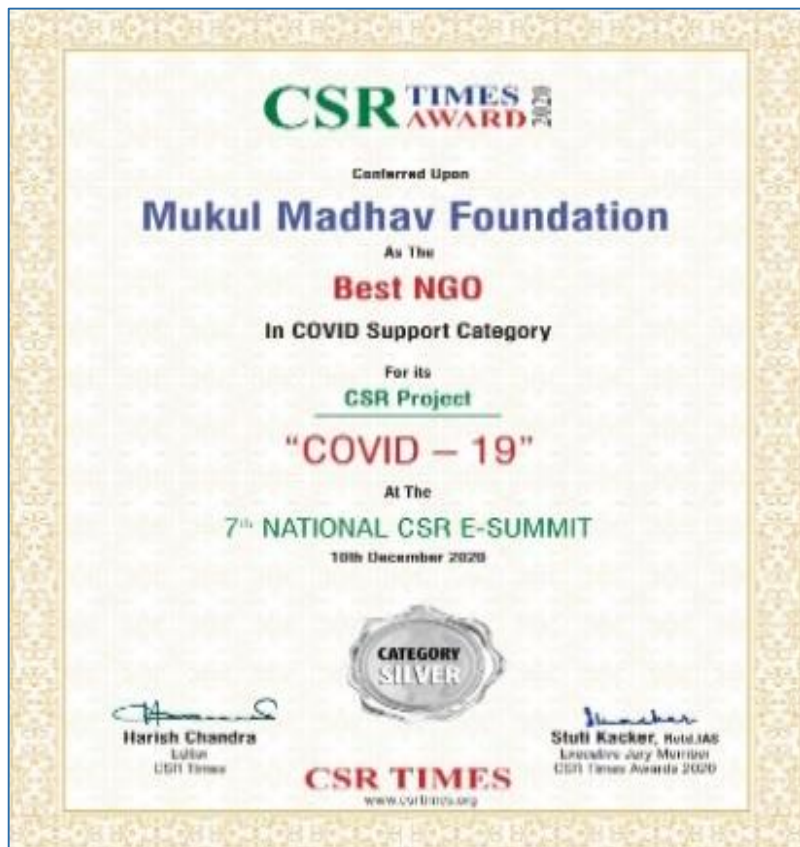 CSR TIMES AWARD 2020
Conferred Upon
Mukul Madhav Foundation
As The
Best NGO
In COVID Support Category
For its
CSR Project
“COVID – 19”
At The
7th NATIONAL CSR E-SUMMIT
10th December 2020
CATEGORY
SILVER
Harish Chandra
Editor
CSR Times
Stuti Kacker, Retd.IAS
Executive Jury Member
CSR Times Awards 2020
CSR TIMES
www.csrtimes.org